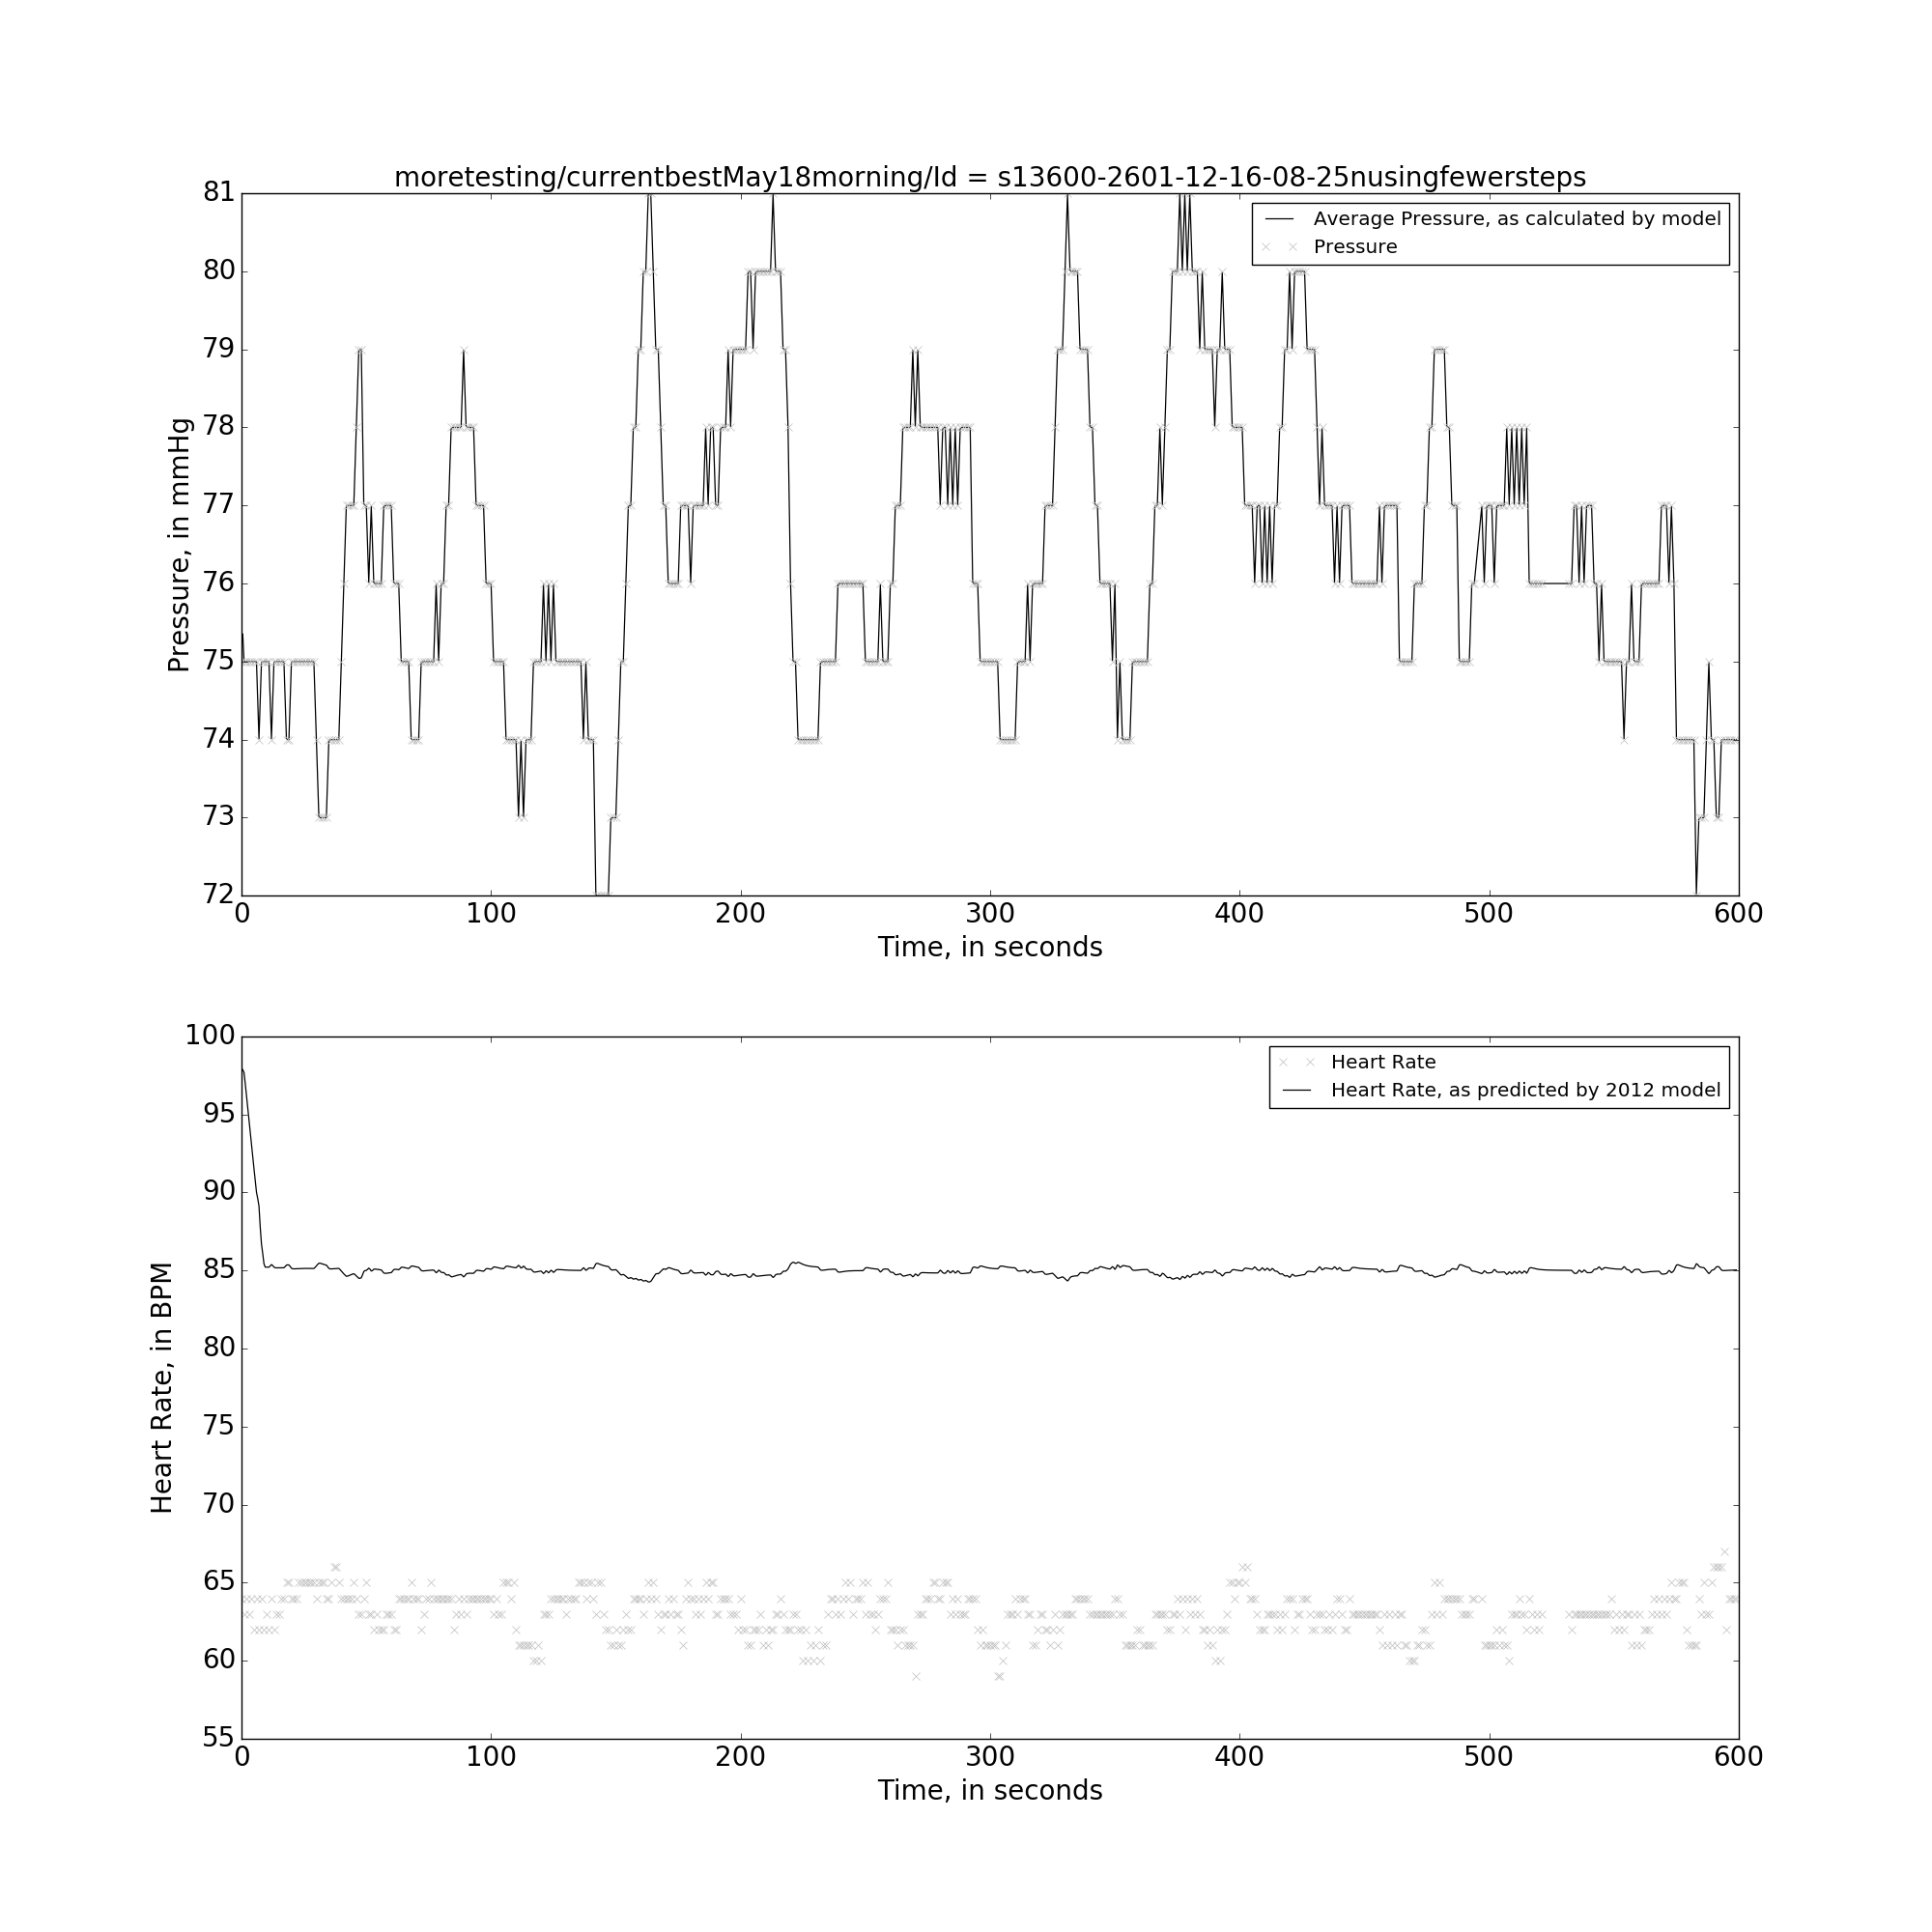 moretesting/currentbestMay18morning/Id = s13600-2601-12-16-08-25nusingfewersteps
81
80
79
78
77
76
75
74
73
72
Pressure, in mmHg
Average Pressure, as calculated by model
Pressure
0 100 200 300 400 500 600
Time, in seconds
100
95
90
85
80
75
70
65
60
55
Heart Rate, in BPM
Heart Rate
Heart Rate, as predicted by 2012 model
0 100 200 300 400 500 600
Time, in seconds